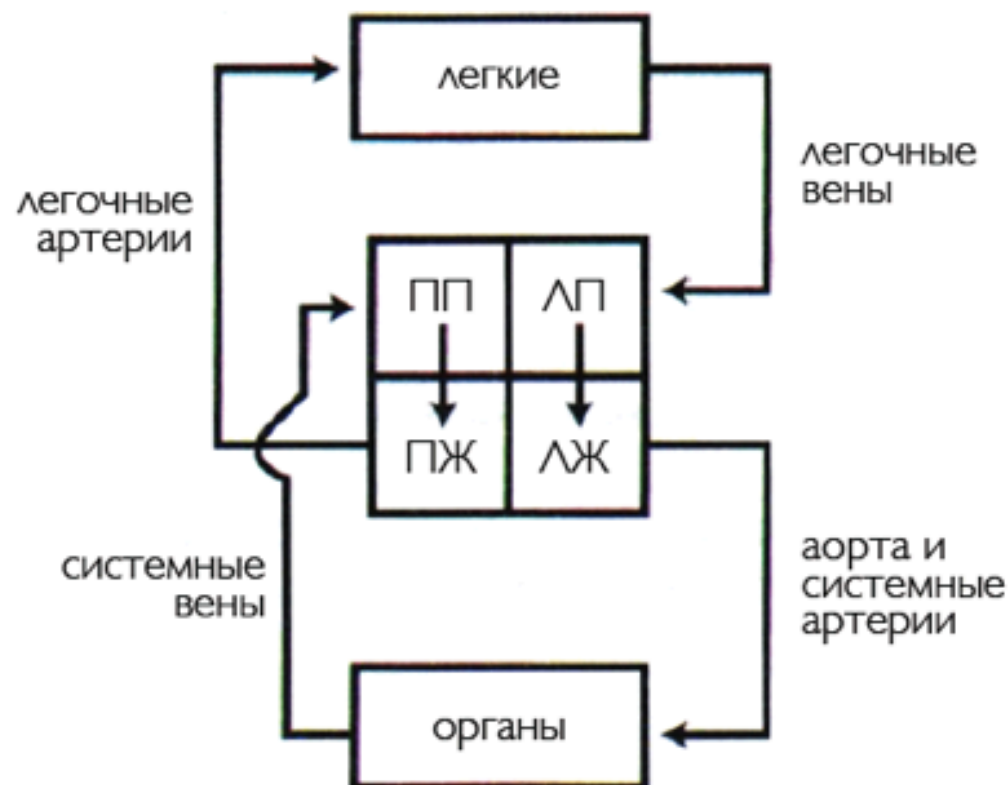 легкие
легочные
вены
легочные
артерии
ПП ЛП
ПЖ ЛЖ
системные
вены
аорта и
системные
артерии
органы